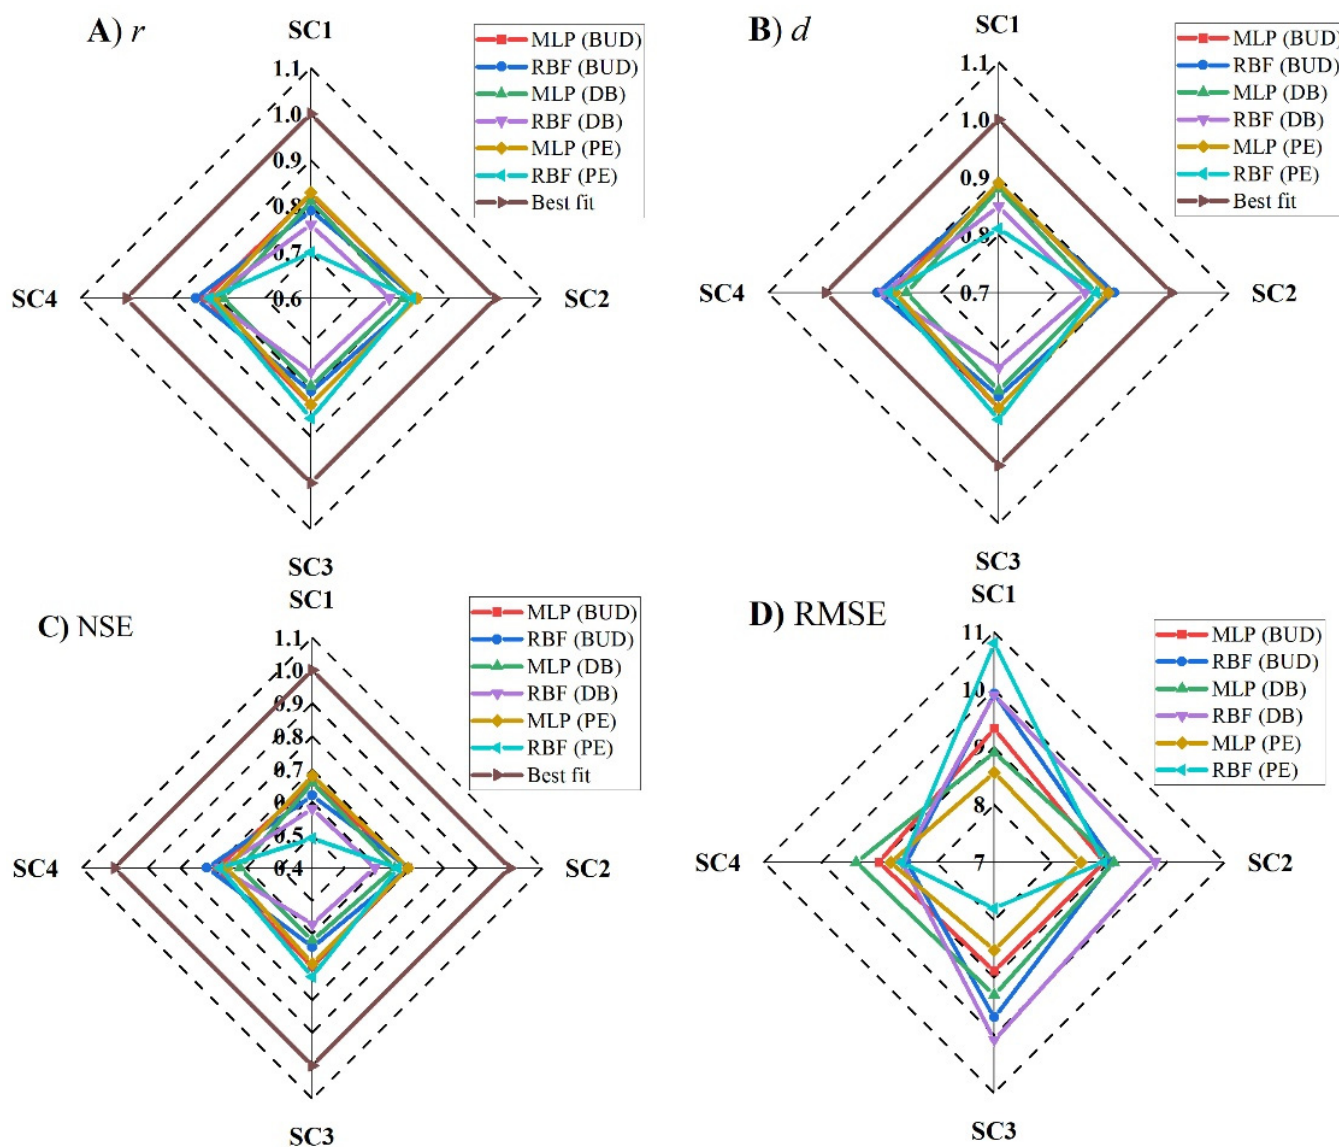 A) r
SC1
1.1
1.0
0.9
0.8
0.7
0.6
SC4
SC2
SC3
MLP (BUD)
RBF (BUD)
MLP (DB)
RBF (DB)
MLP (PE)
RBF (PE)
Best fit
B) d
SC1
1.1
1.0
0.9
0.8
0.7
SC4
SC2
SC3
MLP (BUD)
RBF (BUD)
MLP (DB)
RBF (DB)
MLP (PE)
RBF (PE)
Best fit
C) NSE
SC1
1.1
1.0
0.9
0.8
0.7
0.6
0.5
0.4
SC4
SC2
SC3
MLP (BUD)
RBF (BUD)
MLP (DB)
RBF (DB)
MLP (PE)
RBF (PE)
Best fit
D) RMSE
SC1
11
10
9
8
7
SC4
SC2
SC3
MLP (BUD)
RBF (BUD)
MLP (DB)
RBF (DB)
MLP (PE)
RBF (PE)